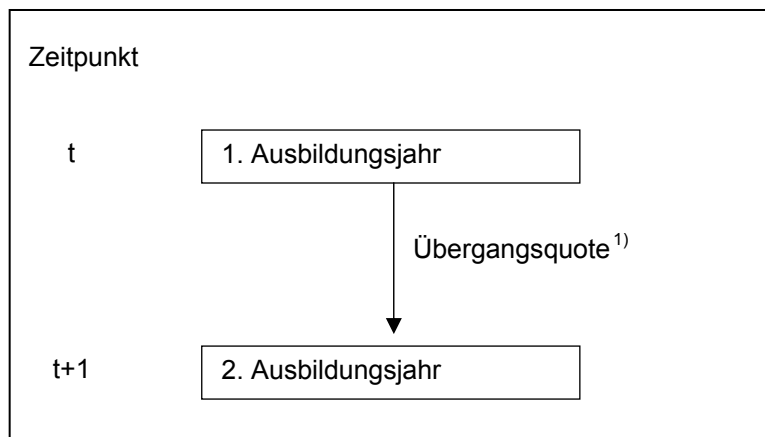 Zeitpunkt
t
1. Ausbildungsjahr
Übergangsquote 1)
t+1
2. Ausbildungsjahr